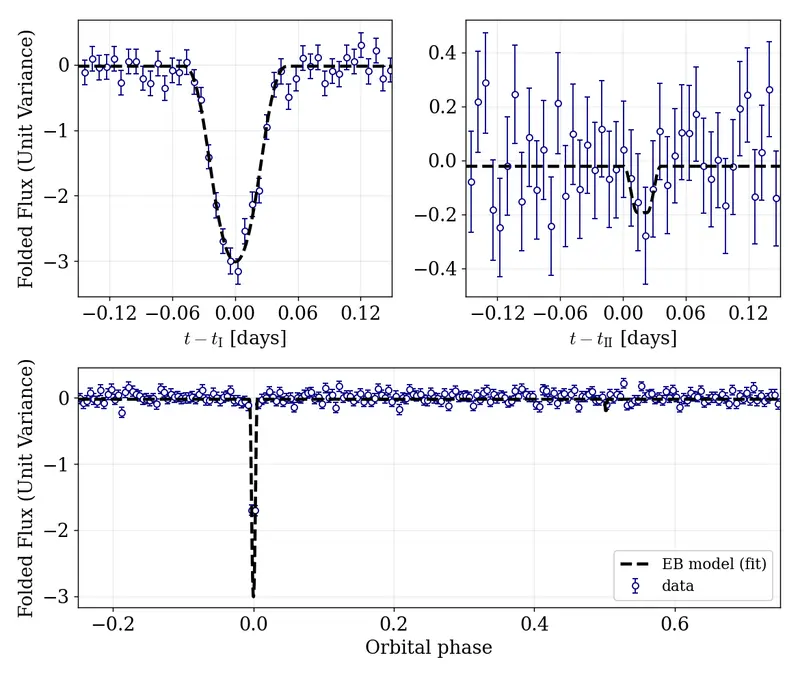 Folded Flux (Unit Variance)
0
−1
−2
−3
−0.12 −0.06 0.00 0.06 0.12
t − t_I [days]
0.4
0.2
0.0
−0.2
−0.4
−0.12 −0.06 0.00 0.06 0.12
t − t_II [days]
Folded Flux (Unit Variance)
0
−1
−2
−3
−0.2 0.0 0.2 0.4 0.6
Orbital phase
EB model (fit)
data